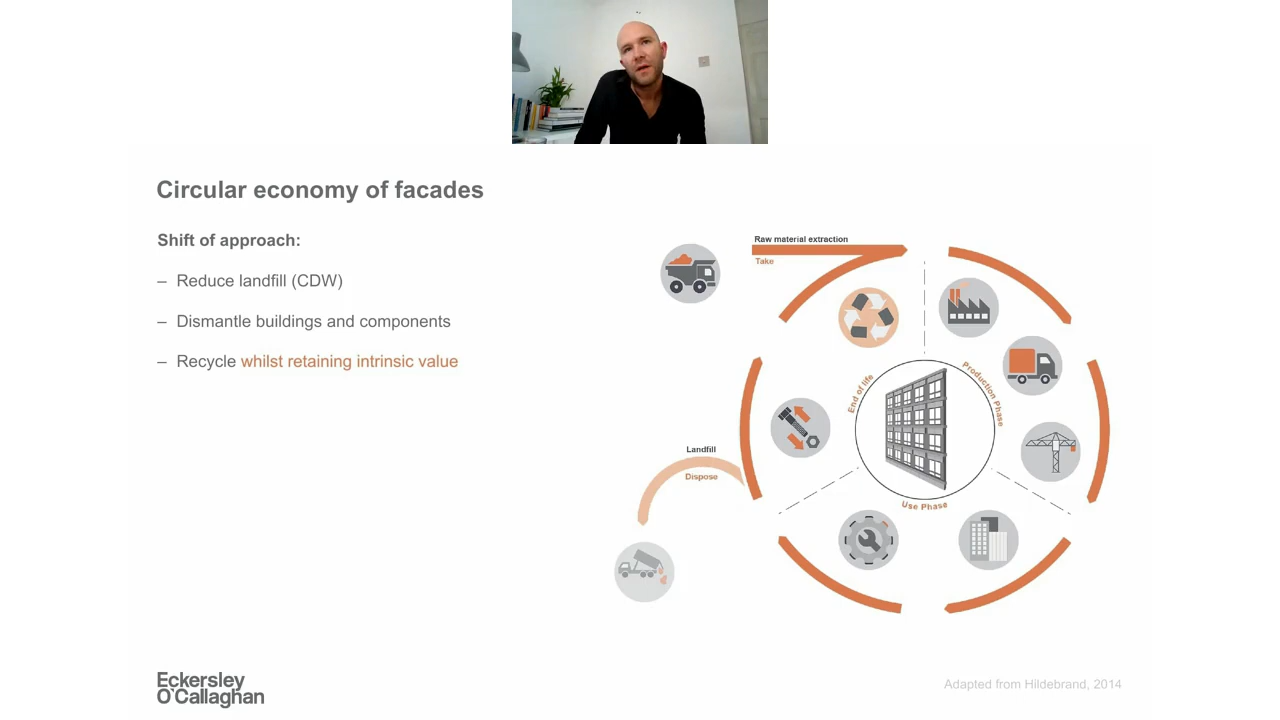 Circular economy of facades
Shift of approach:
– Reduce landfill (CDW)
– Dismantle buildings and components
– Recycle whilst retaining intrinsic value
Raw material extraction
Take
End of life
Production Phase
Landfill
Dispose
Use Phase
Eckersley
O'Callaghan
Adapted from Hildebrand, 2014